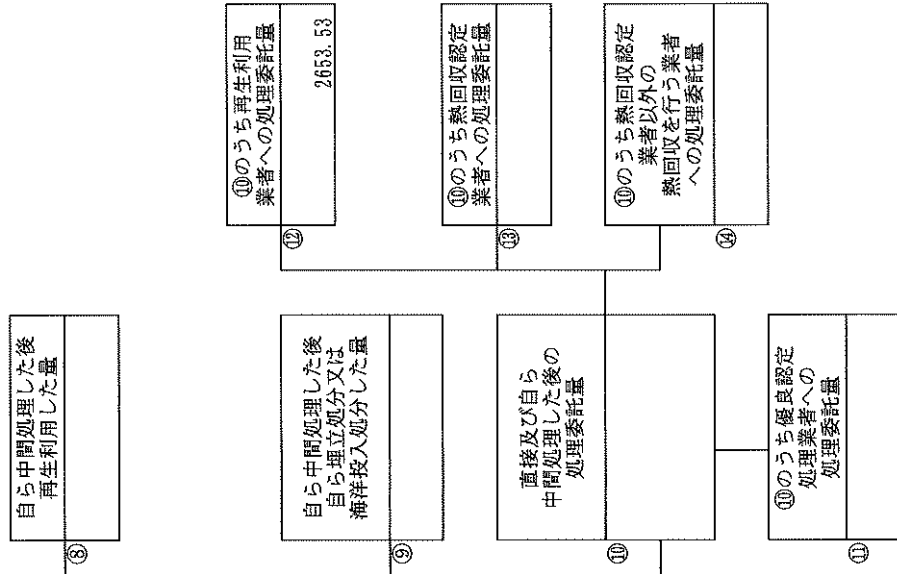 ⑧
自ら中間処理した後
再生利用した量
⑨
自ら中間処理した後
自ら埋立処分又は
海洋投入処分した量
⑩
直接及び自ら
中間処理した後の
処理委託量
⑪
⑩のうち優良認定
処理業者への
処理委託量
⑫
⑩のうち再生利用
業者への処理委託量
2653.53
⑬
⑩のうち熱回収認定
業者への処理委託量
⑭
⑩のうち熱回収認定
業者以外の
熱回収を行う業者
への処理委託量